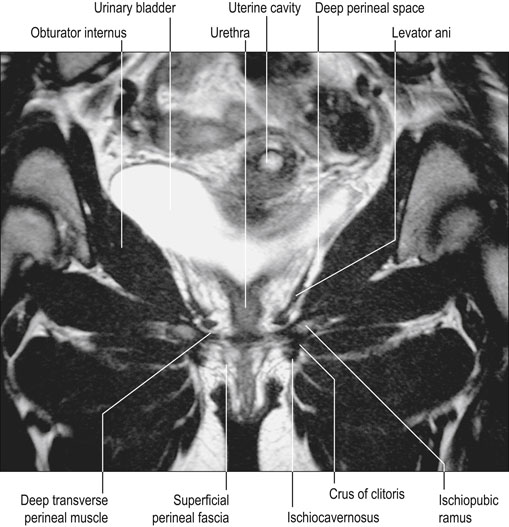 Urinary bladder
Uterine cavity
Deep perineal space
Obturator internus
Urethra
Levator ani
Deep transverse
perineal muscle
Superficial
perineal fascia
Ischiocavernosus
Crus of clitoris
Ischiopubic
ramus